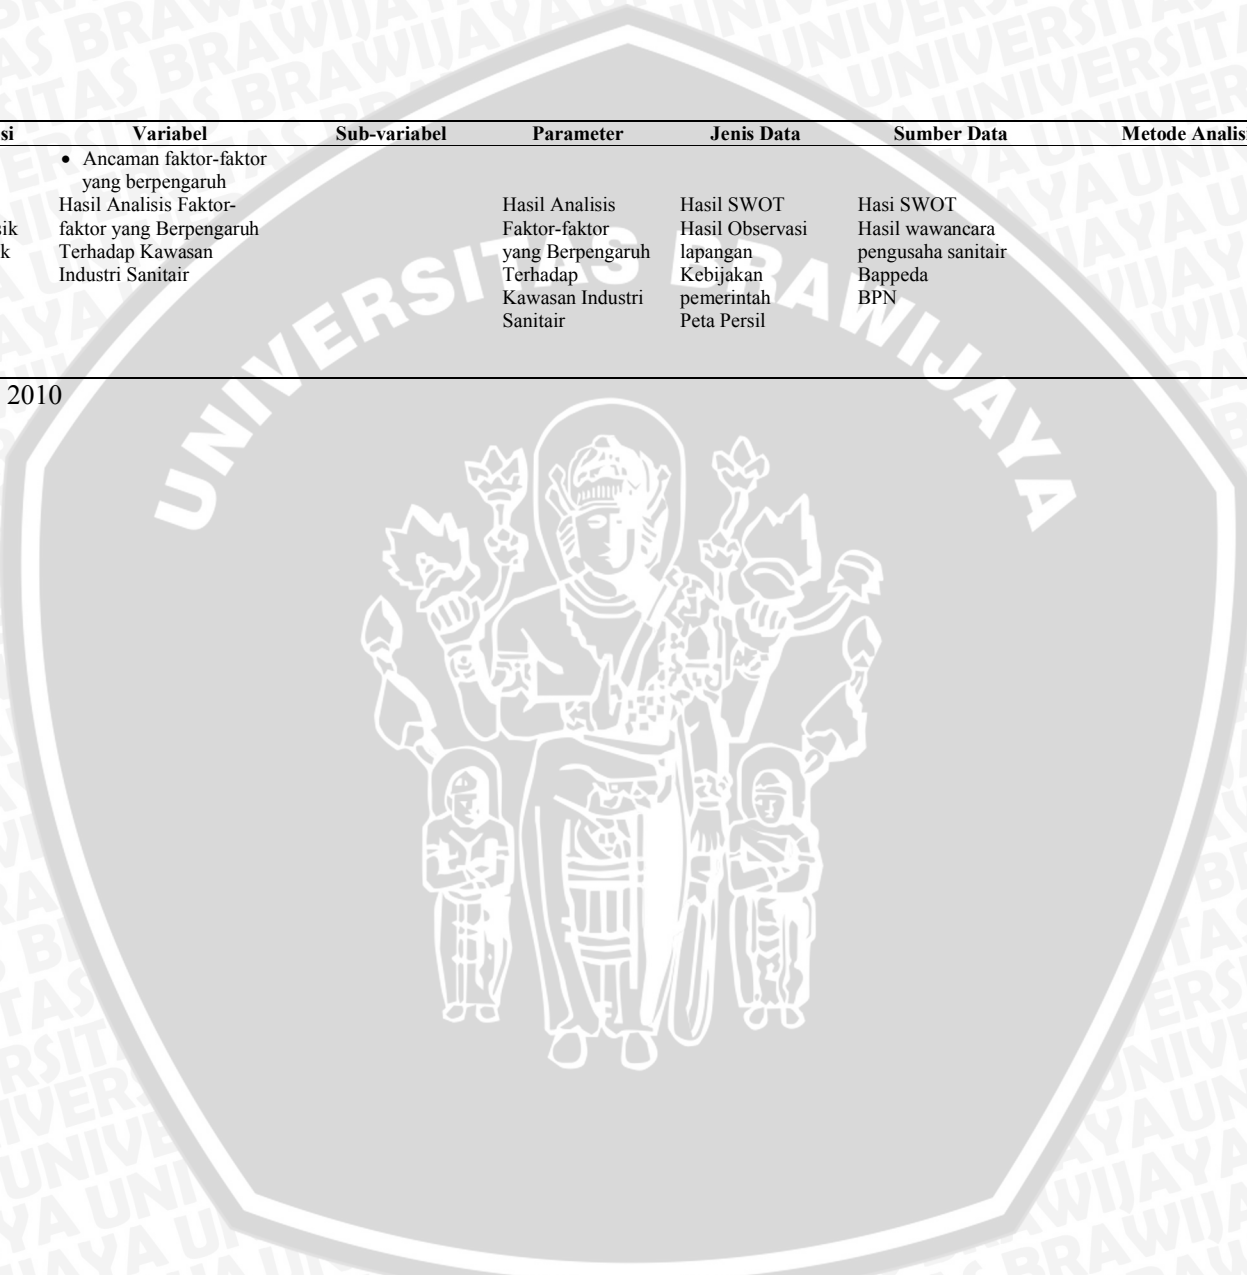 si Variabel Sub-variabel Parameter Jenis Data Sumber Data Metode Analis
• Ancaman faktor-faktor
yang berpengaruh
Hasil Analisis Faktor- Hasil Analisis Hasil SWOT Hasi SWOT
sik faktor yang Berpengaruh Faktor-faktor Hasil Observasi Hasil wawancara
k Terhadap Kawasan yang Berpengaruh lapangan pengusaha sanitair
Industri Sanitair Terhadap Kebijakan Bappeda
Kawasan Industri pemerintah BPN
Sanitair Peta Persil
2010
UNIVERSITAS BRAWIJAYA